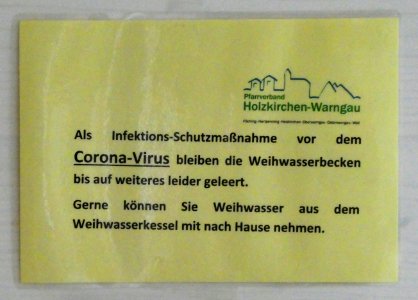 Pfarrverband
Holzkirchen-Warngau
Als Infektions-Schutzmaßnahme vor dem
Corona-Virus bleiben die Weihwasserbecken
bis auf weiteres leider geleert.
Gerne können Sie Weihwasser aus dem
Weihwasserkessel mit nach Hause nehmen.